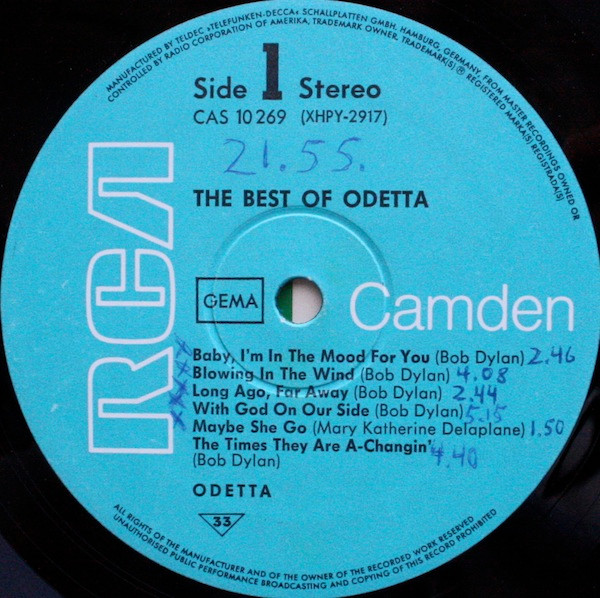 MANUFACTURED BY TELDEC »TELEFUNKEN-DECCA« SCHALLPLATTEN GMBH, HAMBURG, GERMANY, FROM MASTER RECORDINGS OWNED OR
CONTROLLED BY RADIO CORPORATION OF AMERIKA, TRADEMARK OWNER, TRADEMARK(S) ® REGISTERED MARKA(S) REGISTRADA(S)
Side 1 Stereo
CAS 10 269 (XHPY-2917)
21.55.
THE BEST OF ODETTA
RCA
GEMA
Camden
Baby, I'm In The Mood For You (Bob Dylan) 2.46
Blowing In The Wind (Bob Dylan) 4.08
Long Ago, Far Away (Bob Dylan) 2.44
With God On Our Side (Bob Dylan) 5.15
Maybe She Go (Mary Katherine Delaplane) 1.50
The Times They Are A-Changin' 4.40
(Bob Dylan)
ODETTA
33
ALL RIGHTS OF THE MANUFACTURER AND OF THE OWNER OF THE RECORDED WORK RESERVED
UNAUTHORISED PUBLIC PERFORMANCE BROADCASTING AND COPYING OF THIS RECORD PROHIBITED